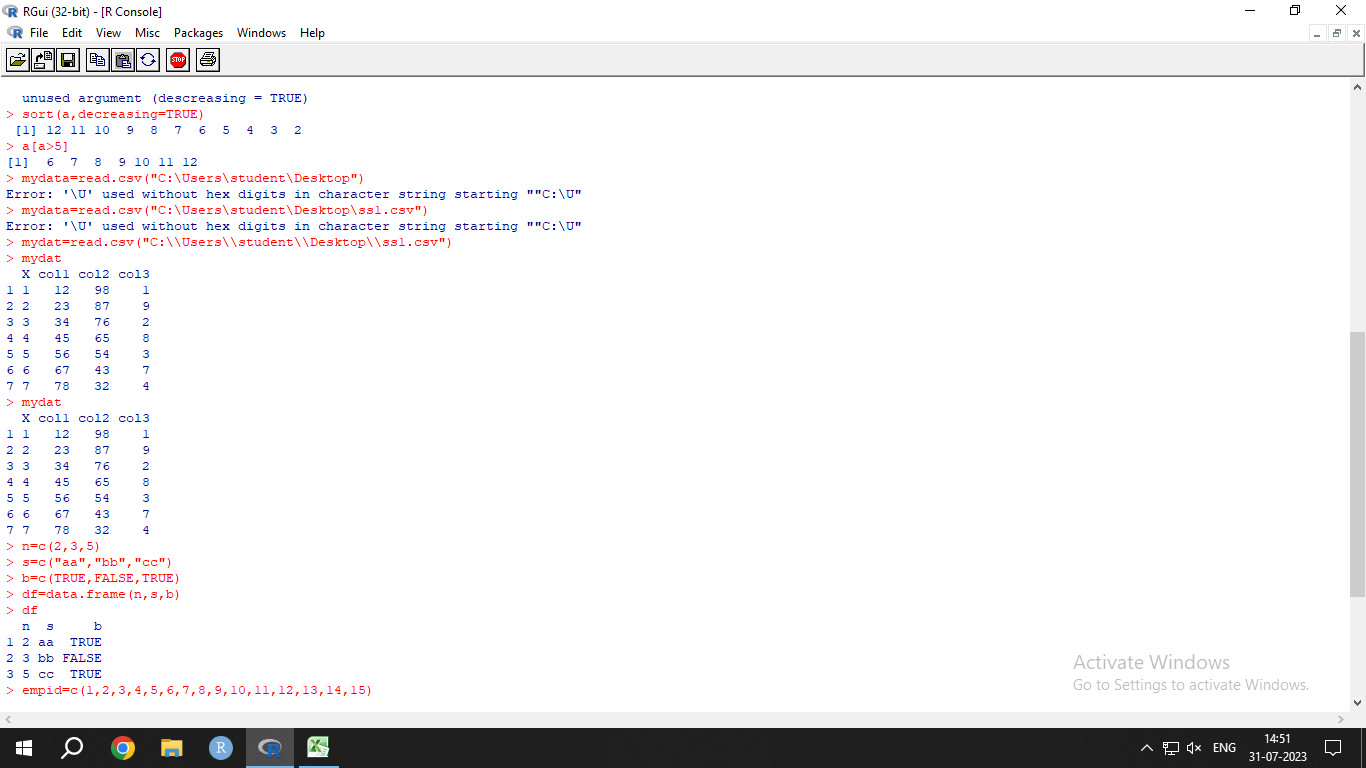 RGui (32-bit) - [R Console]
File Edit View Misc Packages Windows Help
STOP
unused argument (descreasing = TRUE)
> sort(a,decreasing=TRUE)
[1] 12 11 10 9 8 7 6 5 4 3 2
> a[a>5]
[1] 6 7 8 9 10 11 12
> mydata=read.csv("C:\Users\student\Desktop")
Error: '\U' used without hex digits in character string starting ""C:\U"
> mydata=read.csv("C:\Users\student\Desktop\ss1.csv")
Error: '\U' used without hex digits in character string starting ""C:\U"
> mydat=read.csv("C:\\Users\\student\\Desktop\\ss1.csv")
> mydat
X col1 col2 col3
1 1 12 98 1
2 2 23 87 9
3 3 34 76 2
4 4 45 65 8
5 5 56 54 3
6 6 67 43 7
7 7 78 32 4
> mydat
X col1 col2 col3
1 1 12 98 1
2 2 23 87 9
3 3 34 76 2
4 4 45 65 8
5 5 56 54 3
6 6 67 43 7
7 7 78 32 4
> n=c(2,3,5)
> s=c("aa","bb","cc")
> b=c(TRUE,FALSE,TRUE)
> df=data.frame(n,s,b)
> df
n s b
1 2 aa TRUE
2 3 bb FALSE
3 5 cc TRUE
> empid=c(1,2,3,4,5,6,7,8,9,10,11,12,13,14,15)
Activate Windows
Go to Settings to activate Windows.
ENG
14:51
31-07-2023